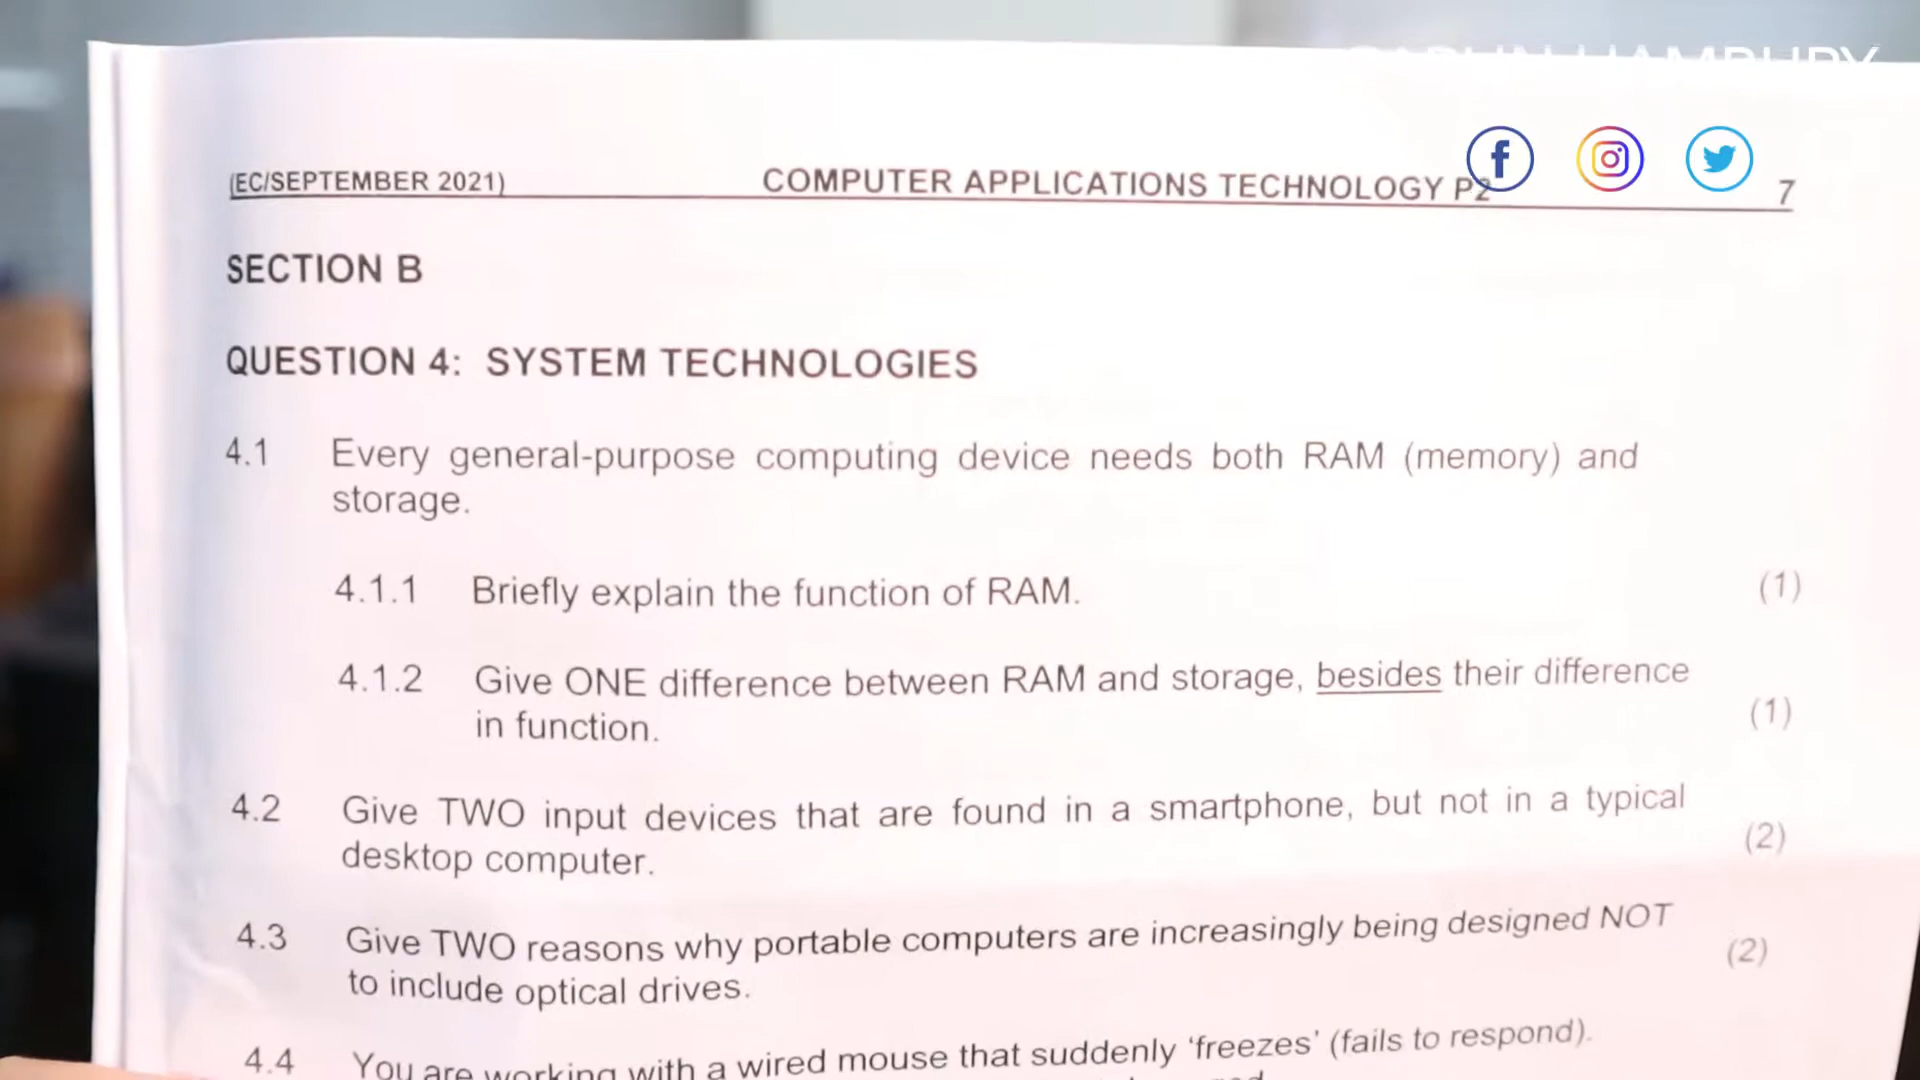 (EC/SEPTEMBER 2021) COMPUTER APPLICATIONS TECHNOLOGY P2 7
SECTION B
QUESTION 4: SYSTEM TECHNOLOGIES
4.1 Every general-purpose computing device needs both RAM (memory) and
storage.
4.1.1 Briefly explain the function of RAM. (1)
4.1.2 Give ONE difference between RAM and storage, besides their difference
in function. (1)
4.2 Give TWO input devices that are found in a smartphone, but not in a typical
desktop computer. (2)
4.3 Give TWO reasons why portable computers are increasingly being designed NOT
to include optical drives. (2)
4.4 You are working with a wired mouse that suddenly ‘freezes’ (fails to respond).